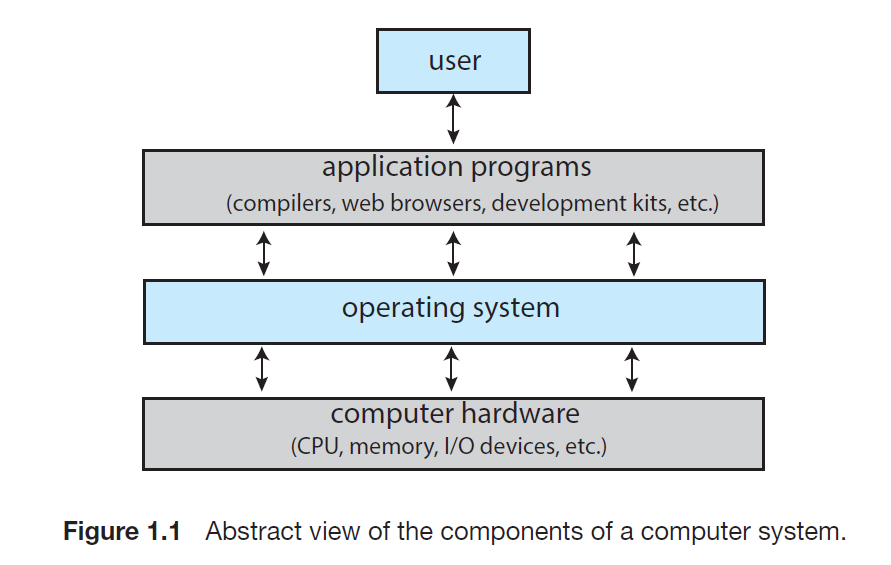 user
application programs
(compilers, web browsers, development kits, etc.)
operating system
computer hardware
(CPU, memory, I/O devices, etc.)
Figure 1.1 Abstract view of the components of a computer system.